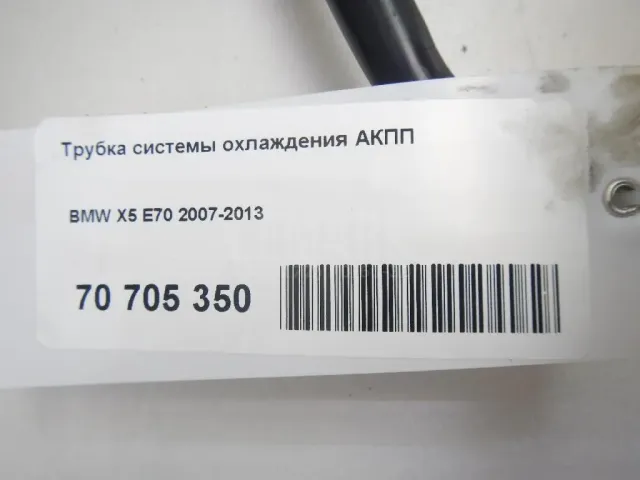 Трубка системы охлаждения АКПП
BMW X5 E70 2007-2013
70 705 350